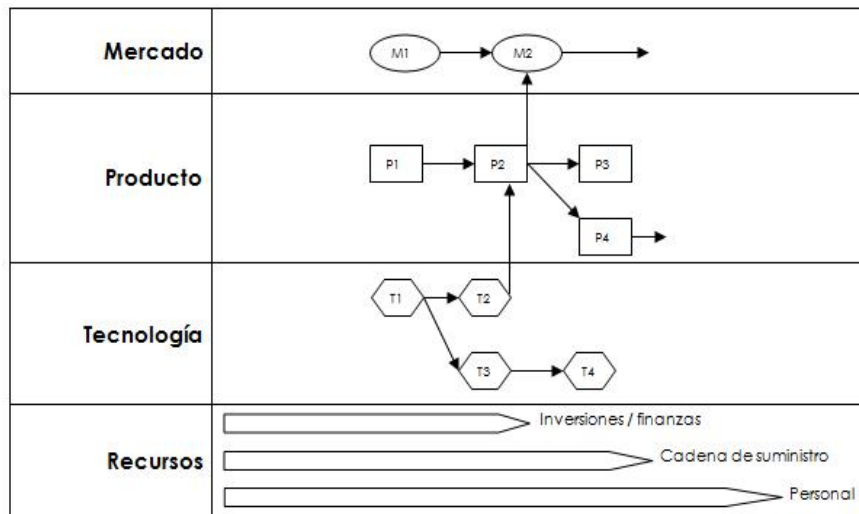 Mercado
M1
M2
Producto
P1
P2
P3
P4
Tecnología
T1
T2
T3
T4
Recursos
Inversiones / finanzas
Cadena de suministro
Personal